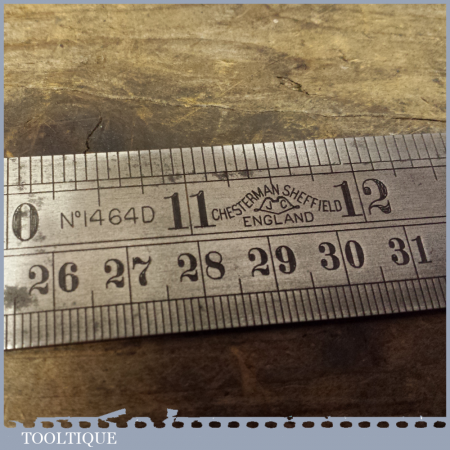 0 Nº1464D 11 CHESTERMAN SHEFFIELD 12
ENGLAND
26 27 28 29 30 31
TOOLTIQUE